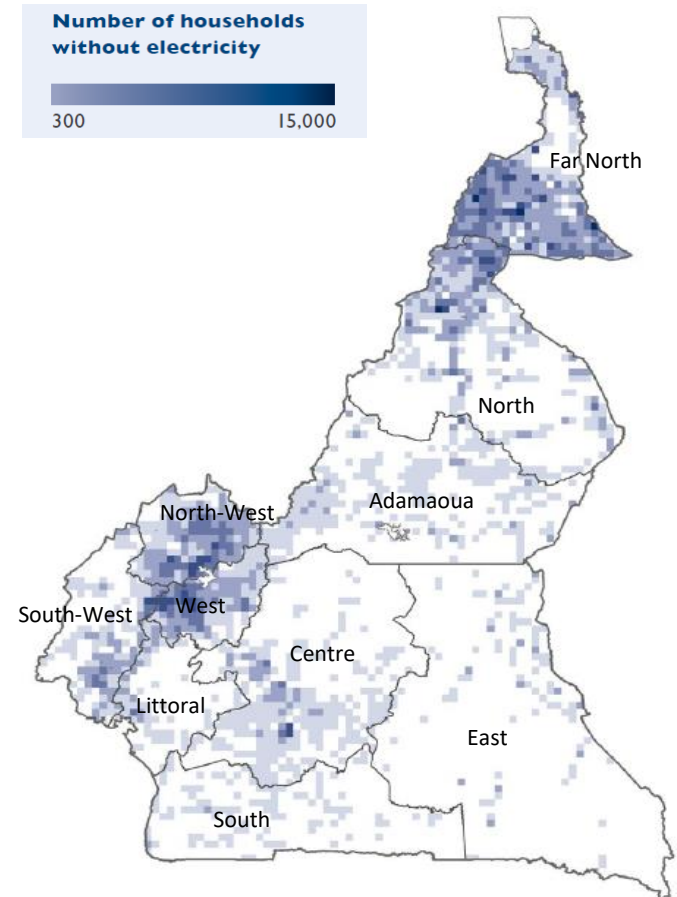 Number of households
without electricity
300 15,000
Far North
North
Adamaoua
North-West
South-West
West
Centre
Littoral
East
South